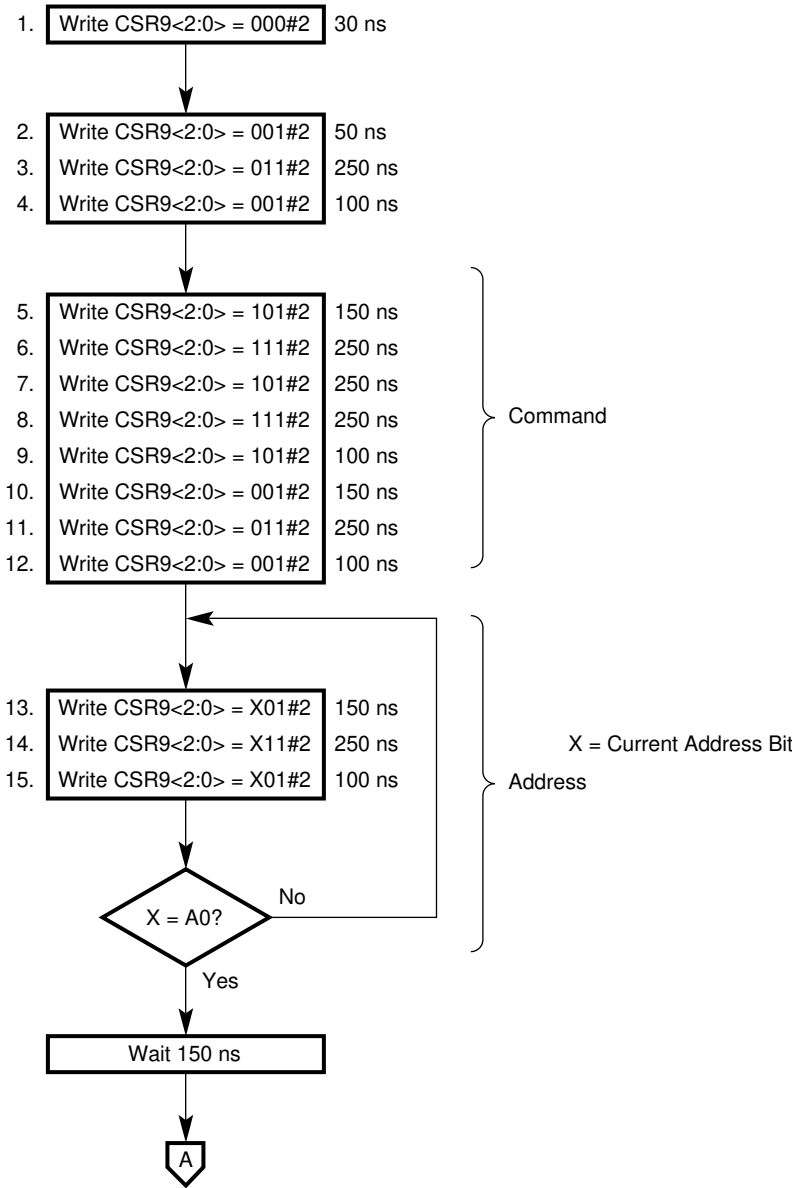 1. Write CSR9<2:0> = 000#2 30 ns
2. Write CSR9<2:0> = 001#2 50 ns
3. Write CSR9<2:0> = 011#2 250 ns
4. Write CSR9<2:0> = 001#2 100 ns
5. Write CSR9<2:0> = 101#2 150 ns
6. Write CSR9<2:0> = 111#2 250 ns
7. Write CSR9<2:0> = 101#2 250 ns
8. Write CSR9<2:0> = 111#2 250 ns
Command
9. Write CSR9<2:0> = 101#2 100 ns
10. Write CSR9<2:0> = 001#2 150 ns
11. Write CSR9<2:0> = 011#2 250 ns
12. Write CSR9<2:0> = 001#2 100 ns
13. Write CSR9<2:0> = X01#2 150 ns
14. Write CSR9<2:0> = X11#2 250 ns
X = Current Address Bit
15. Write CSR9<2:0> = X01#2 100 ns
Address
No
X = A0?
Yes
Wait 150 ns
A